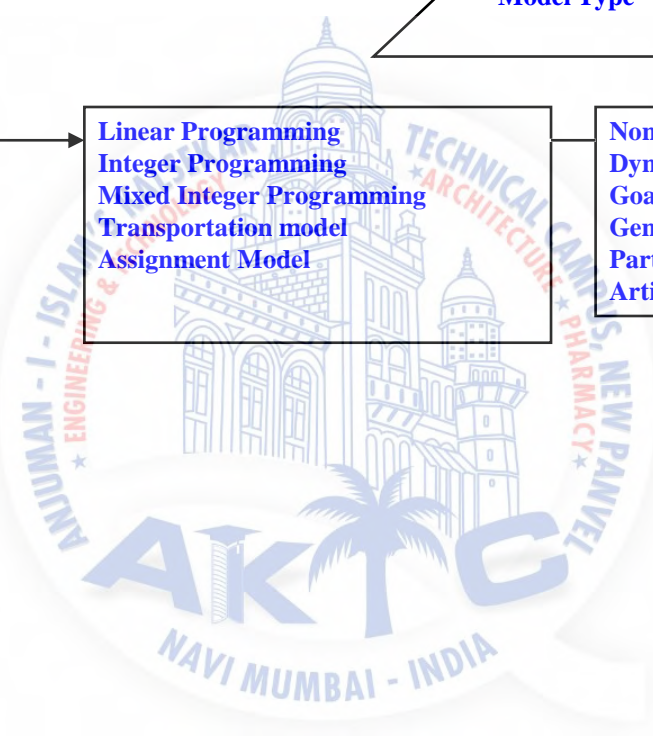 Model Type
Linear Programming
Integer Programming
Mixed Integer Programming
Transportation model
Assignment Model
ANJUMAN - I - ISLAM'S KALSEKAR TECHNICAL CAMPUS, NEW PANVEL
★ ENGINEERING & TECHNOLOGY ★ ARCHITECTURE ★ PHARMACY ★
AKTC
NAVI MUMBAI - INDIA